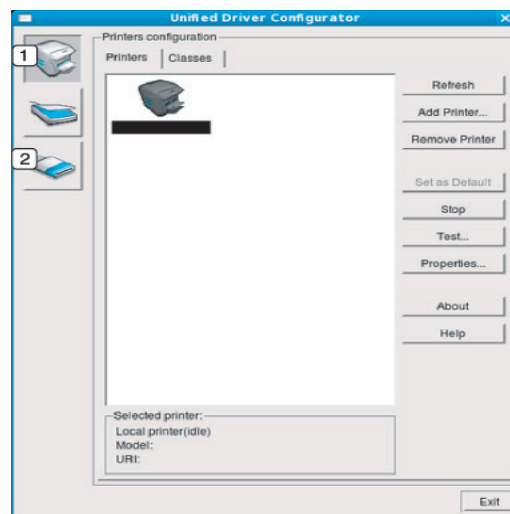 Unified Driver Configurator
1
2
Printers configuration
Printers Classes
Refresh
Add Printer...
Remove Printer
Set as Default
Stop
Test...
Properties...
About
Help
Selected printer:
Local printer(idle)
Model:
URI:
Exit